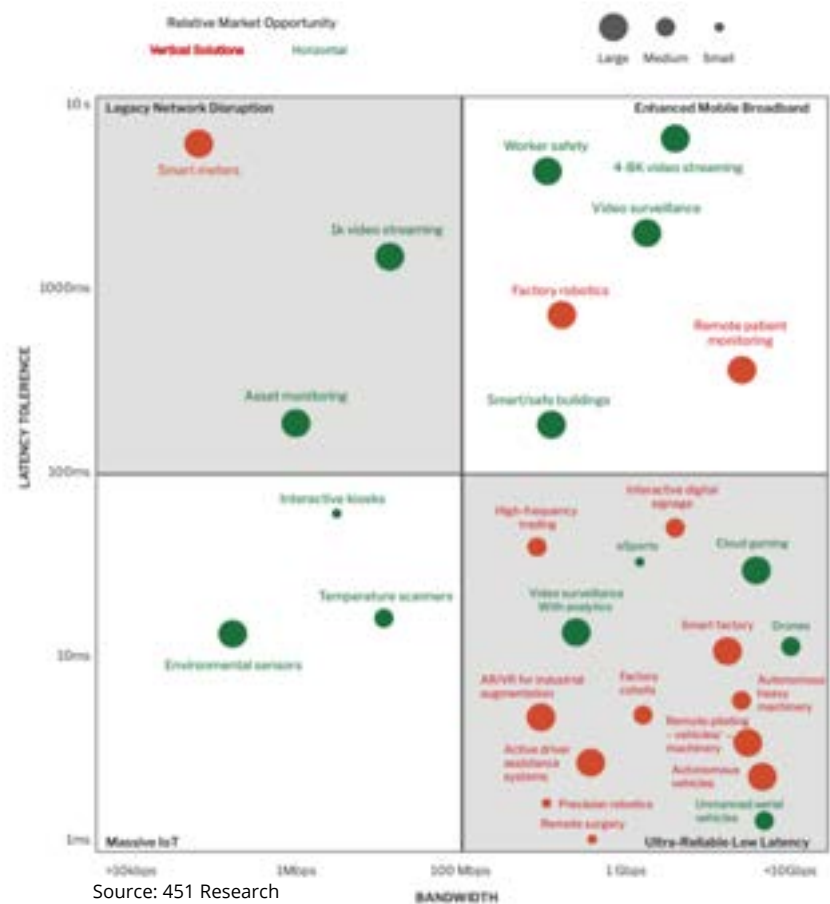 Relative Market Opportunity
Vertical Solutions
Horizontal
Large
Medium
Small
10 s
Legacy Network Disruption
Enhanced Mobile Broadband
Smart meters
Worker safety
4-8K video streaming
Video surveillance
1k video streaming
1000ms
Factory robotics
Remote patient
monitoring
Asset monitoring
Smart/safe buildings
LATENCY TOLERENCE
100ms
Interactive kiosks
Interactive digital
signage
High-frequency
trading
eSports
Cloud gaming
Temperature scanners
Video surveillance
With analytics
Smart factory
Drones
10ms
Environmental sensors
AR/VR for industrial
augmentation
Factory
cobots
Autonomous
heavy
machinery
Remote piloting
– vehicles/
machinery
Active driver
assistance
systems
Autonomous
vehicles
Precision robotics
Remote surgery
Unmanned aerial
vehicles
1ms
Massive IoT
Ultra-Reliable Low Latency
1Mbps
100 Mbps
1 Gbps
Source: 451 Research
BANDWIDTH